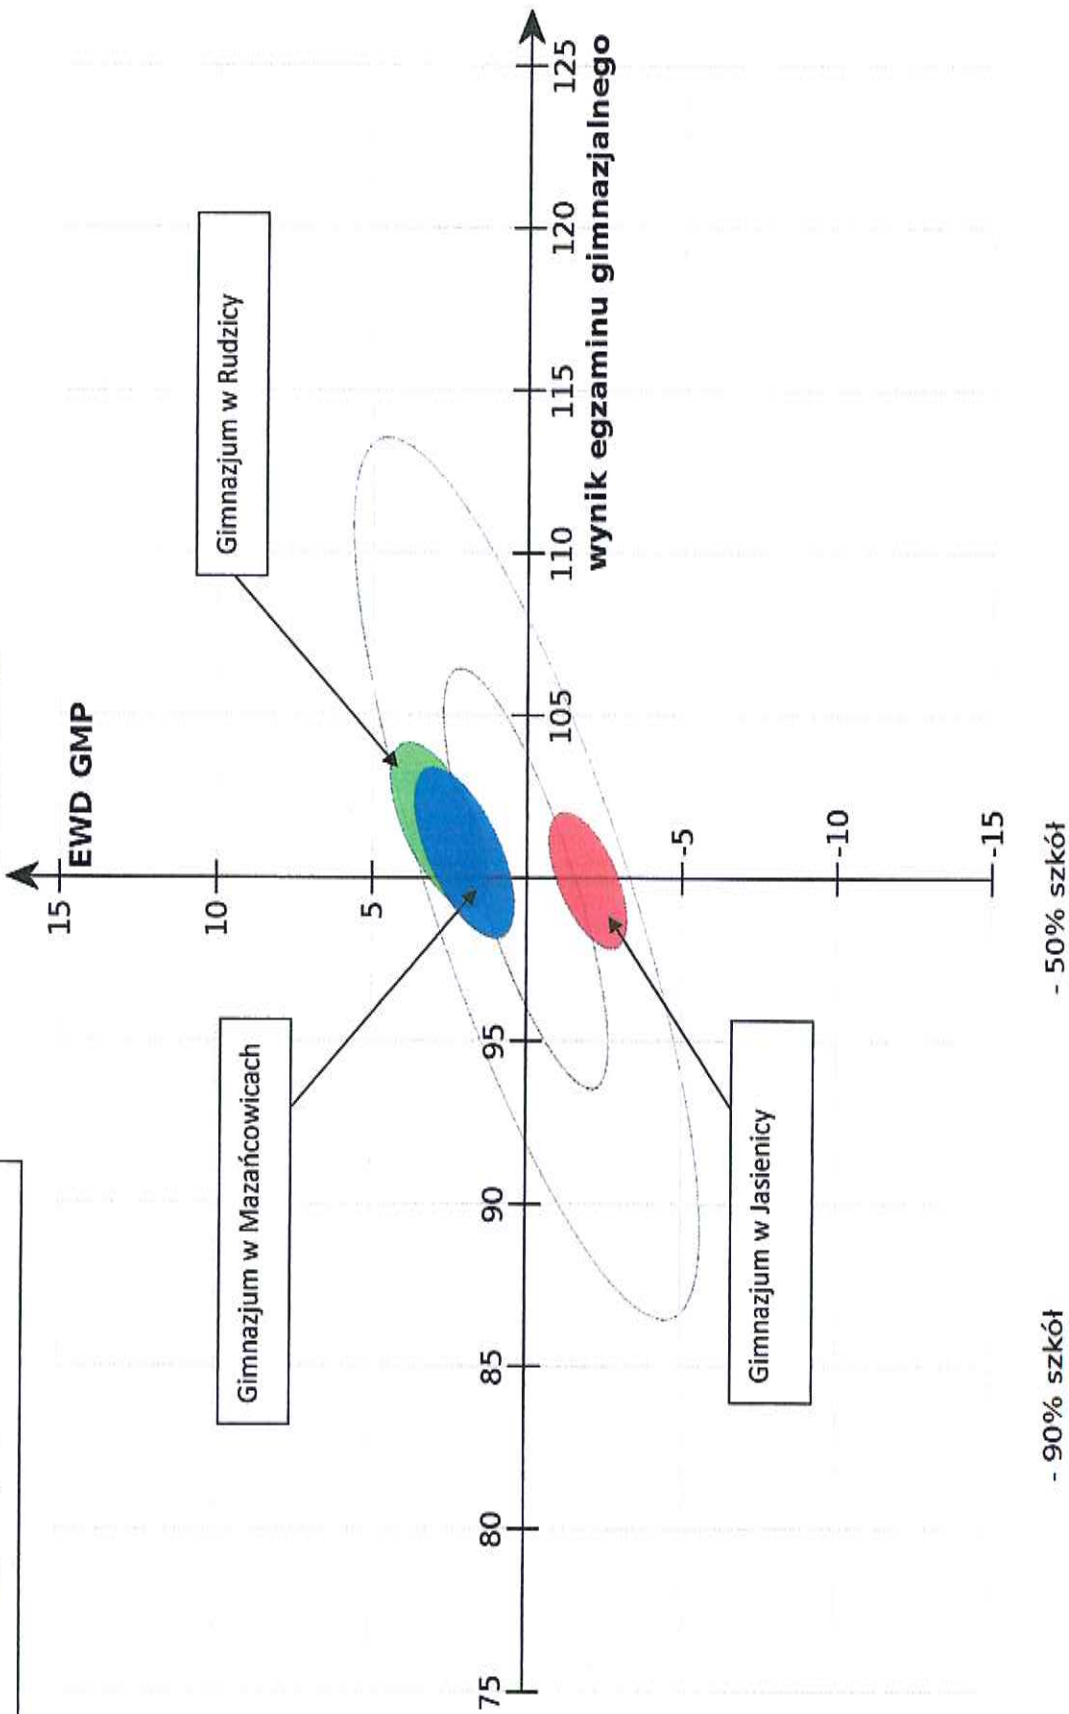 EWD GMP
15
10
5
-5
-10
-15
75
80
85
90
95
105
110
115
120
125
wynik egzaminu gimnazjalnego
Gimnazjum w Rudzicy
Gimnazjum w Mazańcowicach
Gimnazjum w Jasienicy
- 90% szkół
- 50% szkół